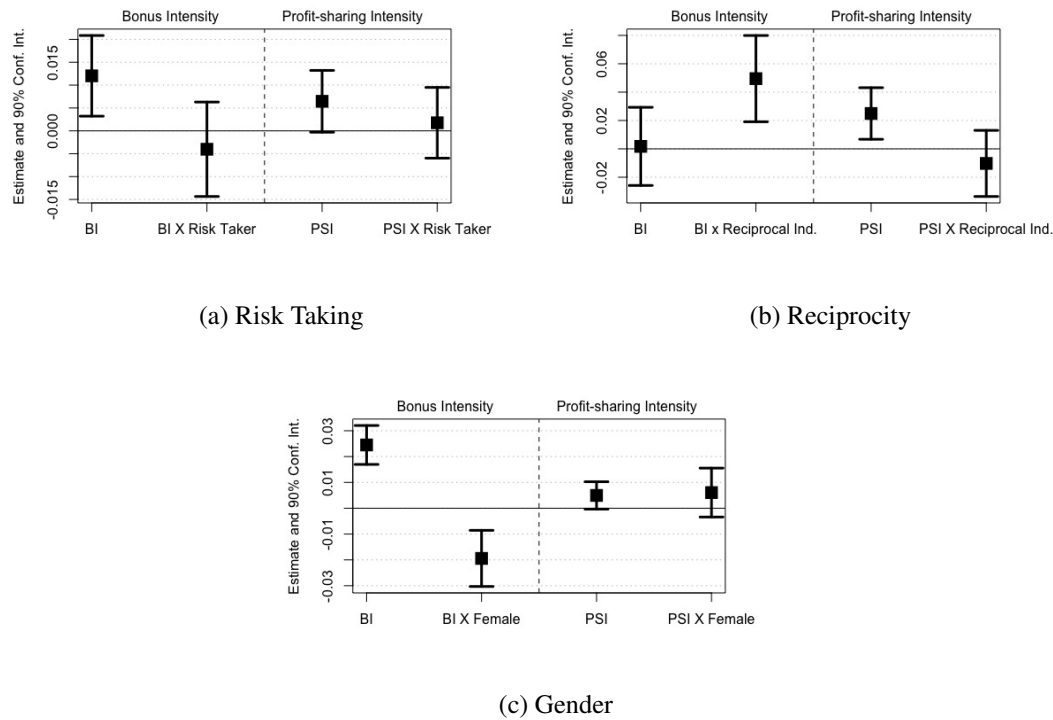 Bonus Intensity Profit-sharing Intensity
Estimate and 90% Conf. Int.
0.015
0.000
-0.015
BI BI X Risk Taker PSI PSI X Risk Taker
(a) Risk Taking
Bonus Intensity Profit-sharing Intensity
Estimate and 90% Conf. Int.
0.06
0.02
-0.02
BI BI x Reciprocal Ind. PSI PSI X Reciprocal Ind.
(b) Reciprocity
Bonus Intensity Profit-sharing Intensity
Estimate and 90% Conf. Int.
0.03
0.01
-0.01
-0.03
BI BI X Female PSI PSI X Female
(c) Gender